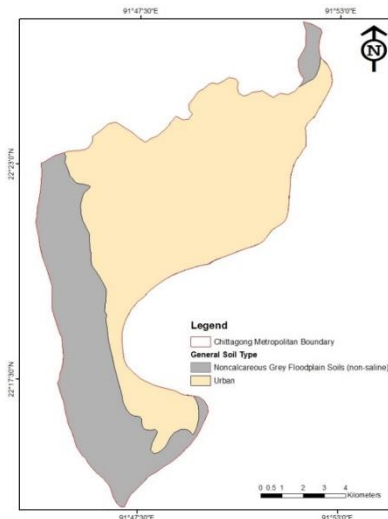 91°47'30"E 91°53'0"E
N
22°23'0"N
22°17'30"N
Legend
Chittagong Metropolitan Boundary
General Soil Type
Noncalcareous Grey Floodplain Soils (non-saline)
Urban
0 0.5 1 2 3 4
Kilometers
91°47'30"E 91°53'0"E